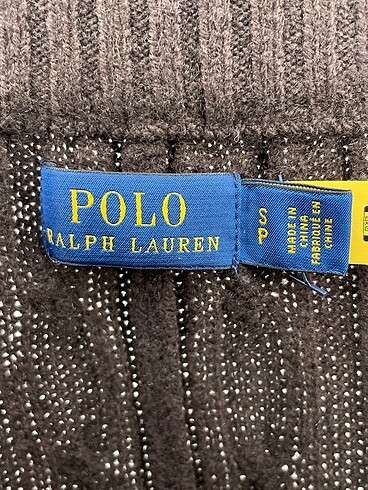 POLO
RALPH LAUREN
S
P
MADE IN
CHINA
FABRIQUÉ EN
CHINE